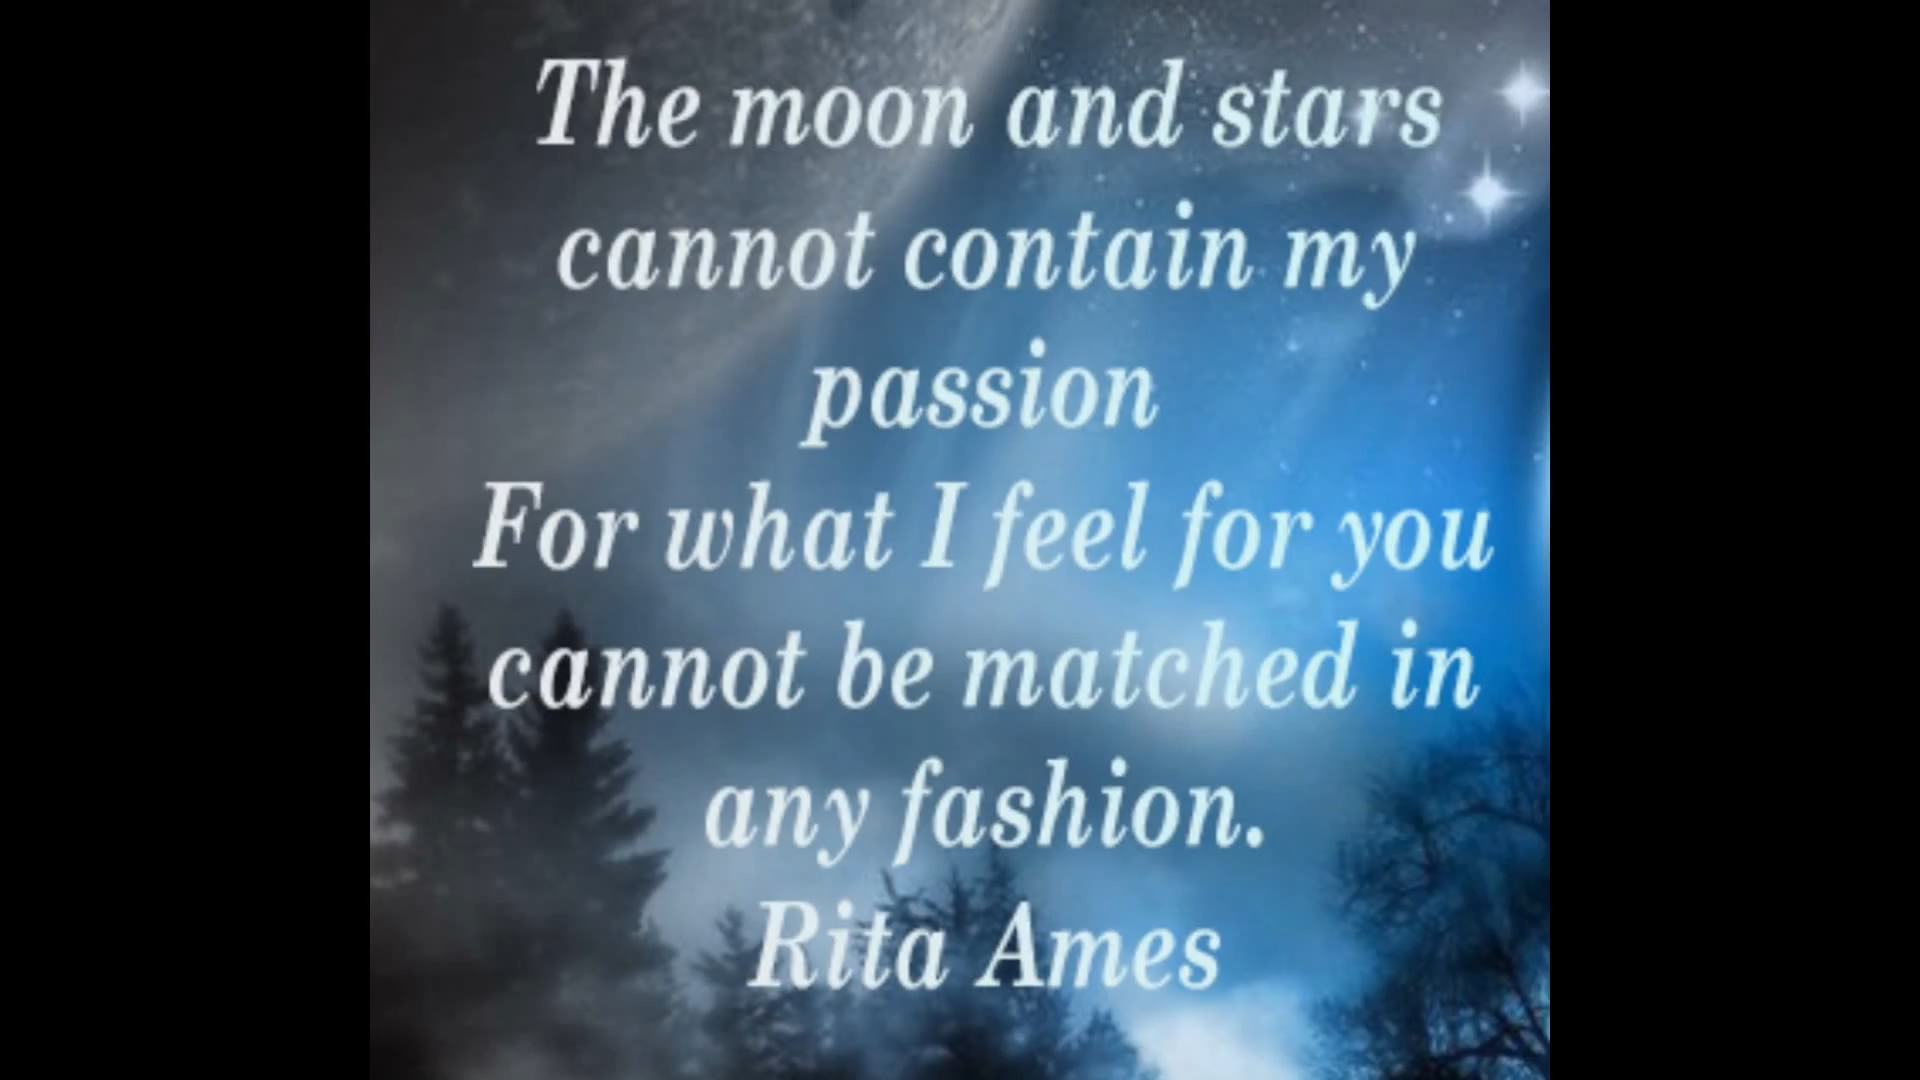 The moon and stars
cannot contain my
passion
For what I feel for you
cannot be matched in
any fashion.
Rita Ames